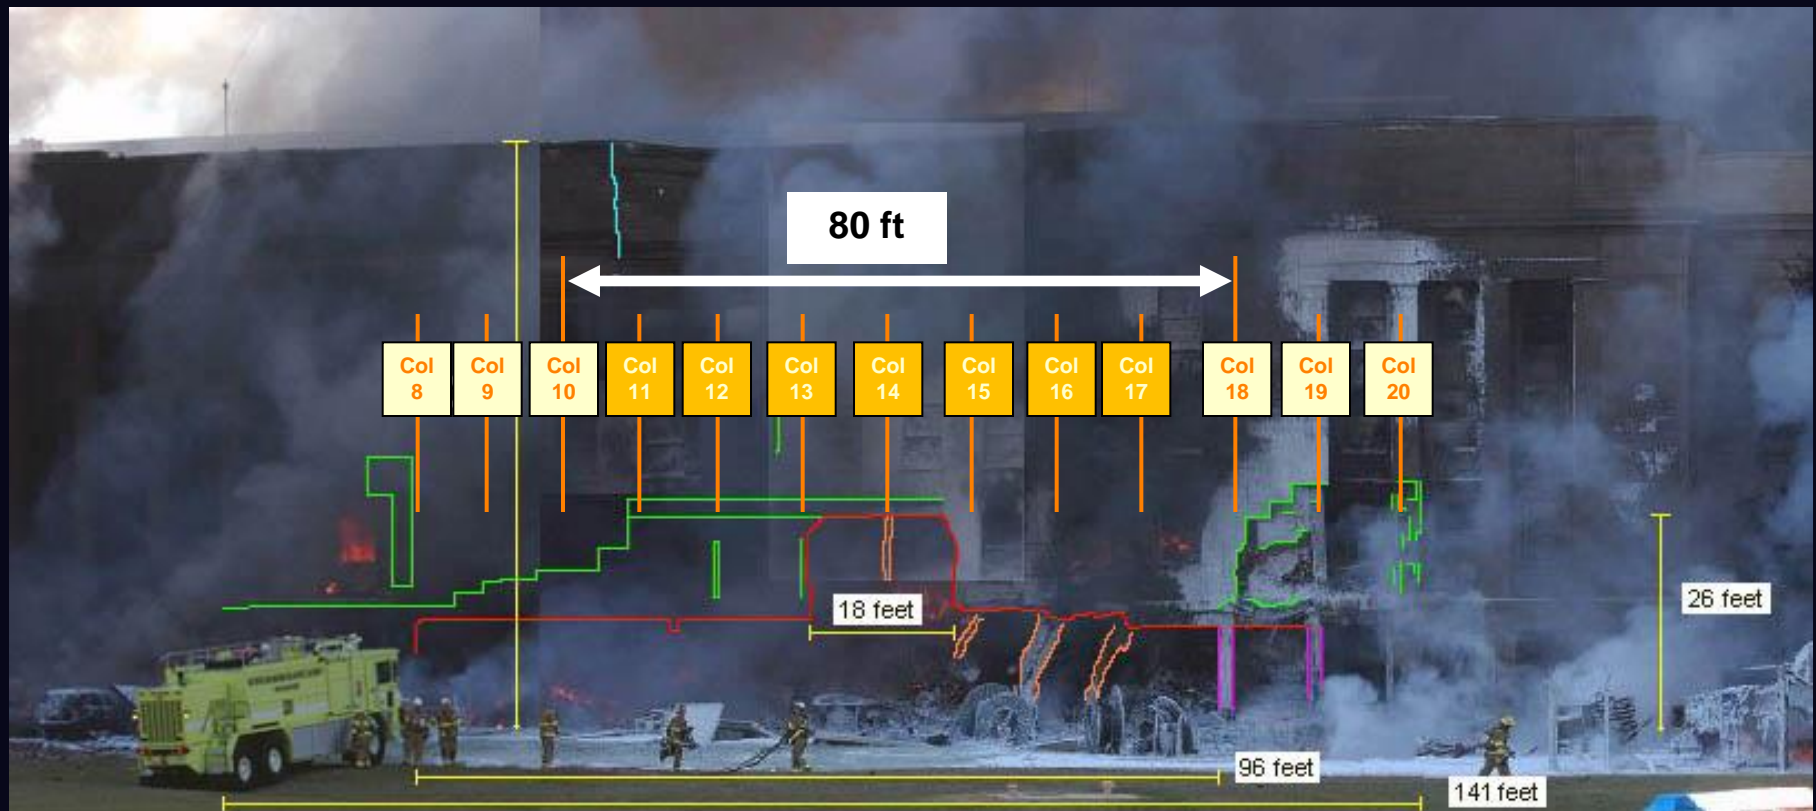 80 ft
Col 8
Col 9
Col 10
Col 11
Col 12
Col 13
Col 14
Col 15
Col 16
Col 17
Col 18
Col 19
Col 20
18 feet
26 feet
96 feet
141 feet